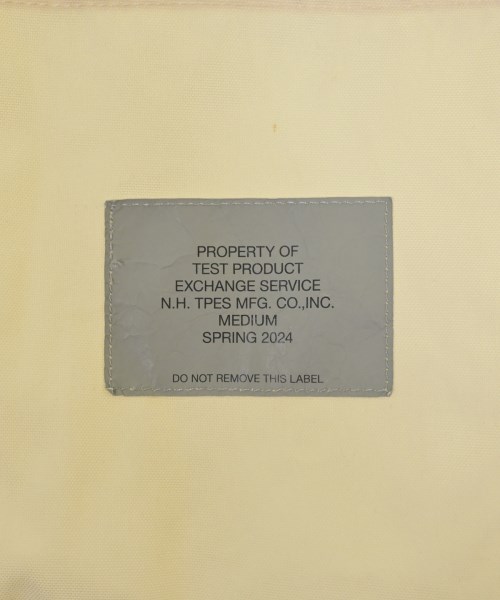 PROPERTY OF
TEST PRODUCT
EXCHANGE SERVICE
N.H. TPES MFG. CO.,INC.
MEDIUM
SPRING 2024
DO NOT REMOVE THIS LABEL